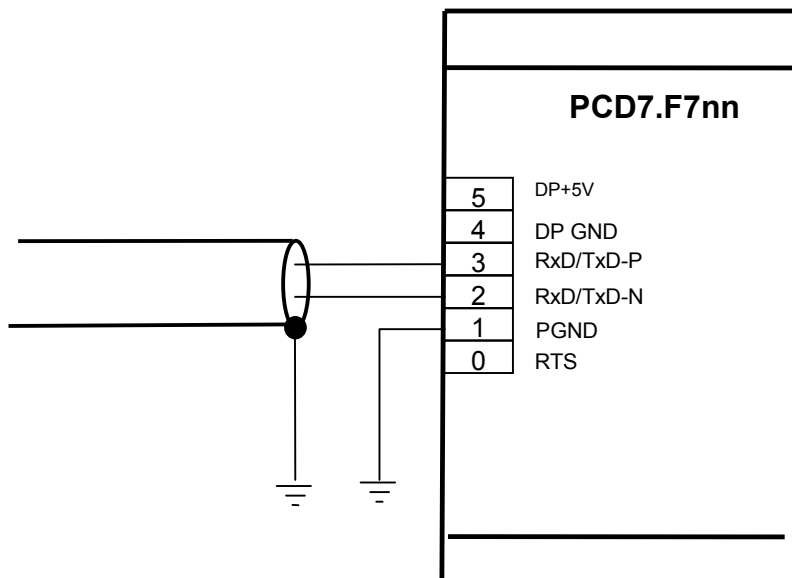 PCD7.F7nn
5 DP+5V
4 DP GND
3 RxD/TxD-P
2 RxD/TxD-N
1 PGND
0 RTS